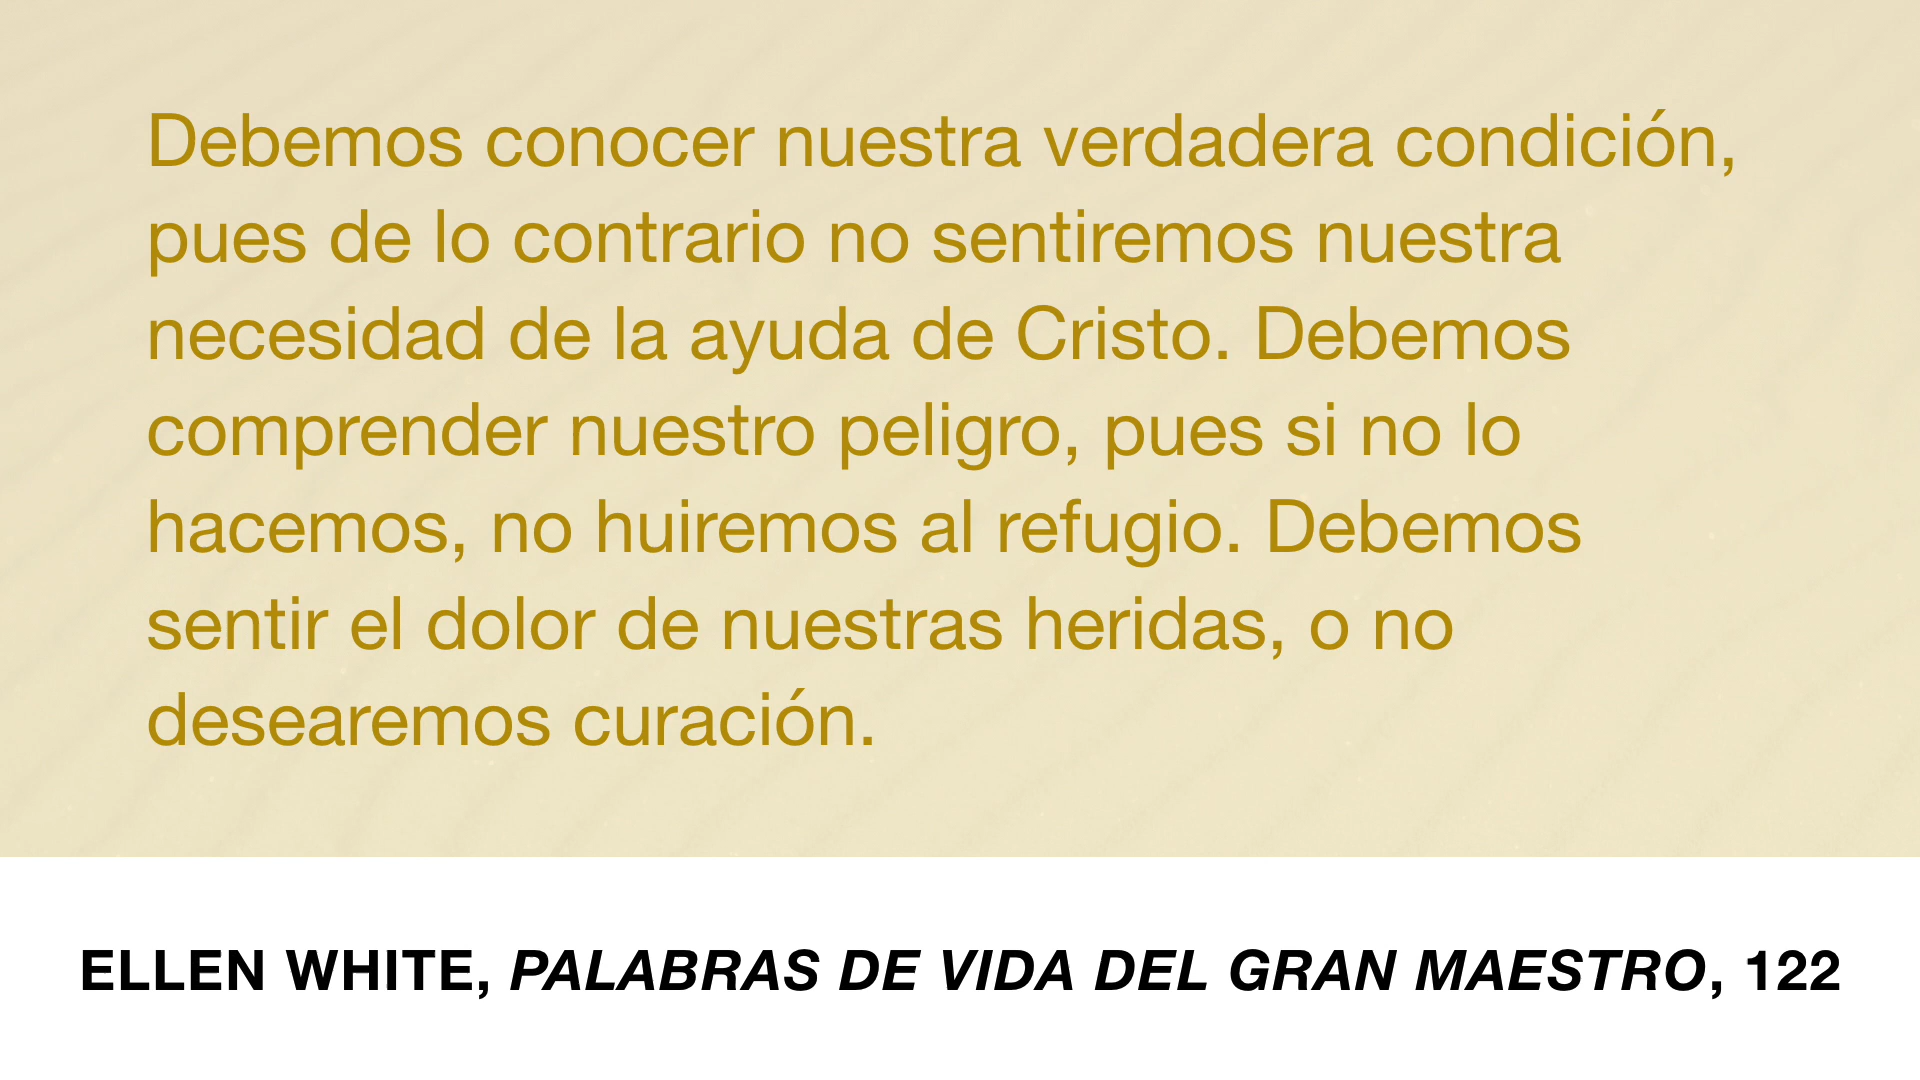 Debemos conocer nuestra verdadera condición,
pues de lo contrario no sentiremos nuestra
necesidad de la ayuda de Cristo. Debemos
comprender nuestro peligro, pues si no lo
hacemos, no huiremos al refugio. Debemos
sentir el dolor de nuestras heridas, o no
desearemos curación.
ELLEN WHITE, PALABRAS DE VIDA DEL GRAN MAESTRO, 122